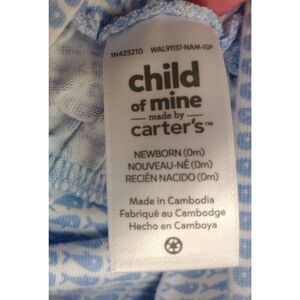 1N425210 WAL91137-NAM-IGP
child
of mine
made by
carter's™
NEWBORN (0m)
NOUVEAU-NÉ (0m)
RECIÉN NACIDO (0m)
Made in Cambodia
Fabriqué au Cambodge
Hecho en Camboya